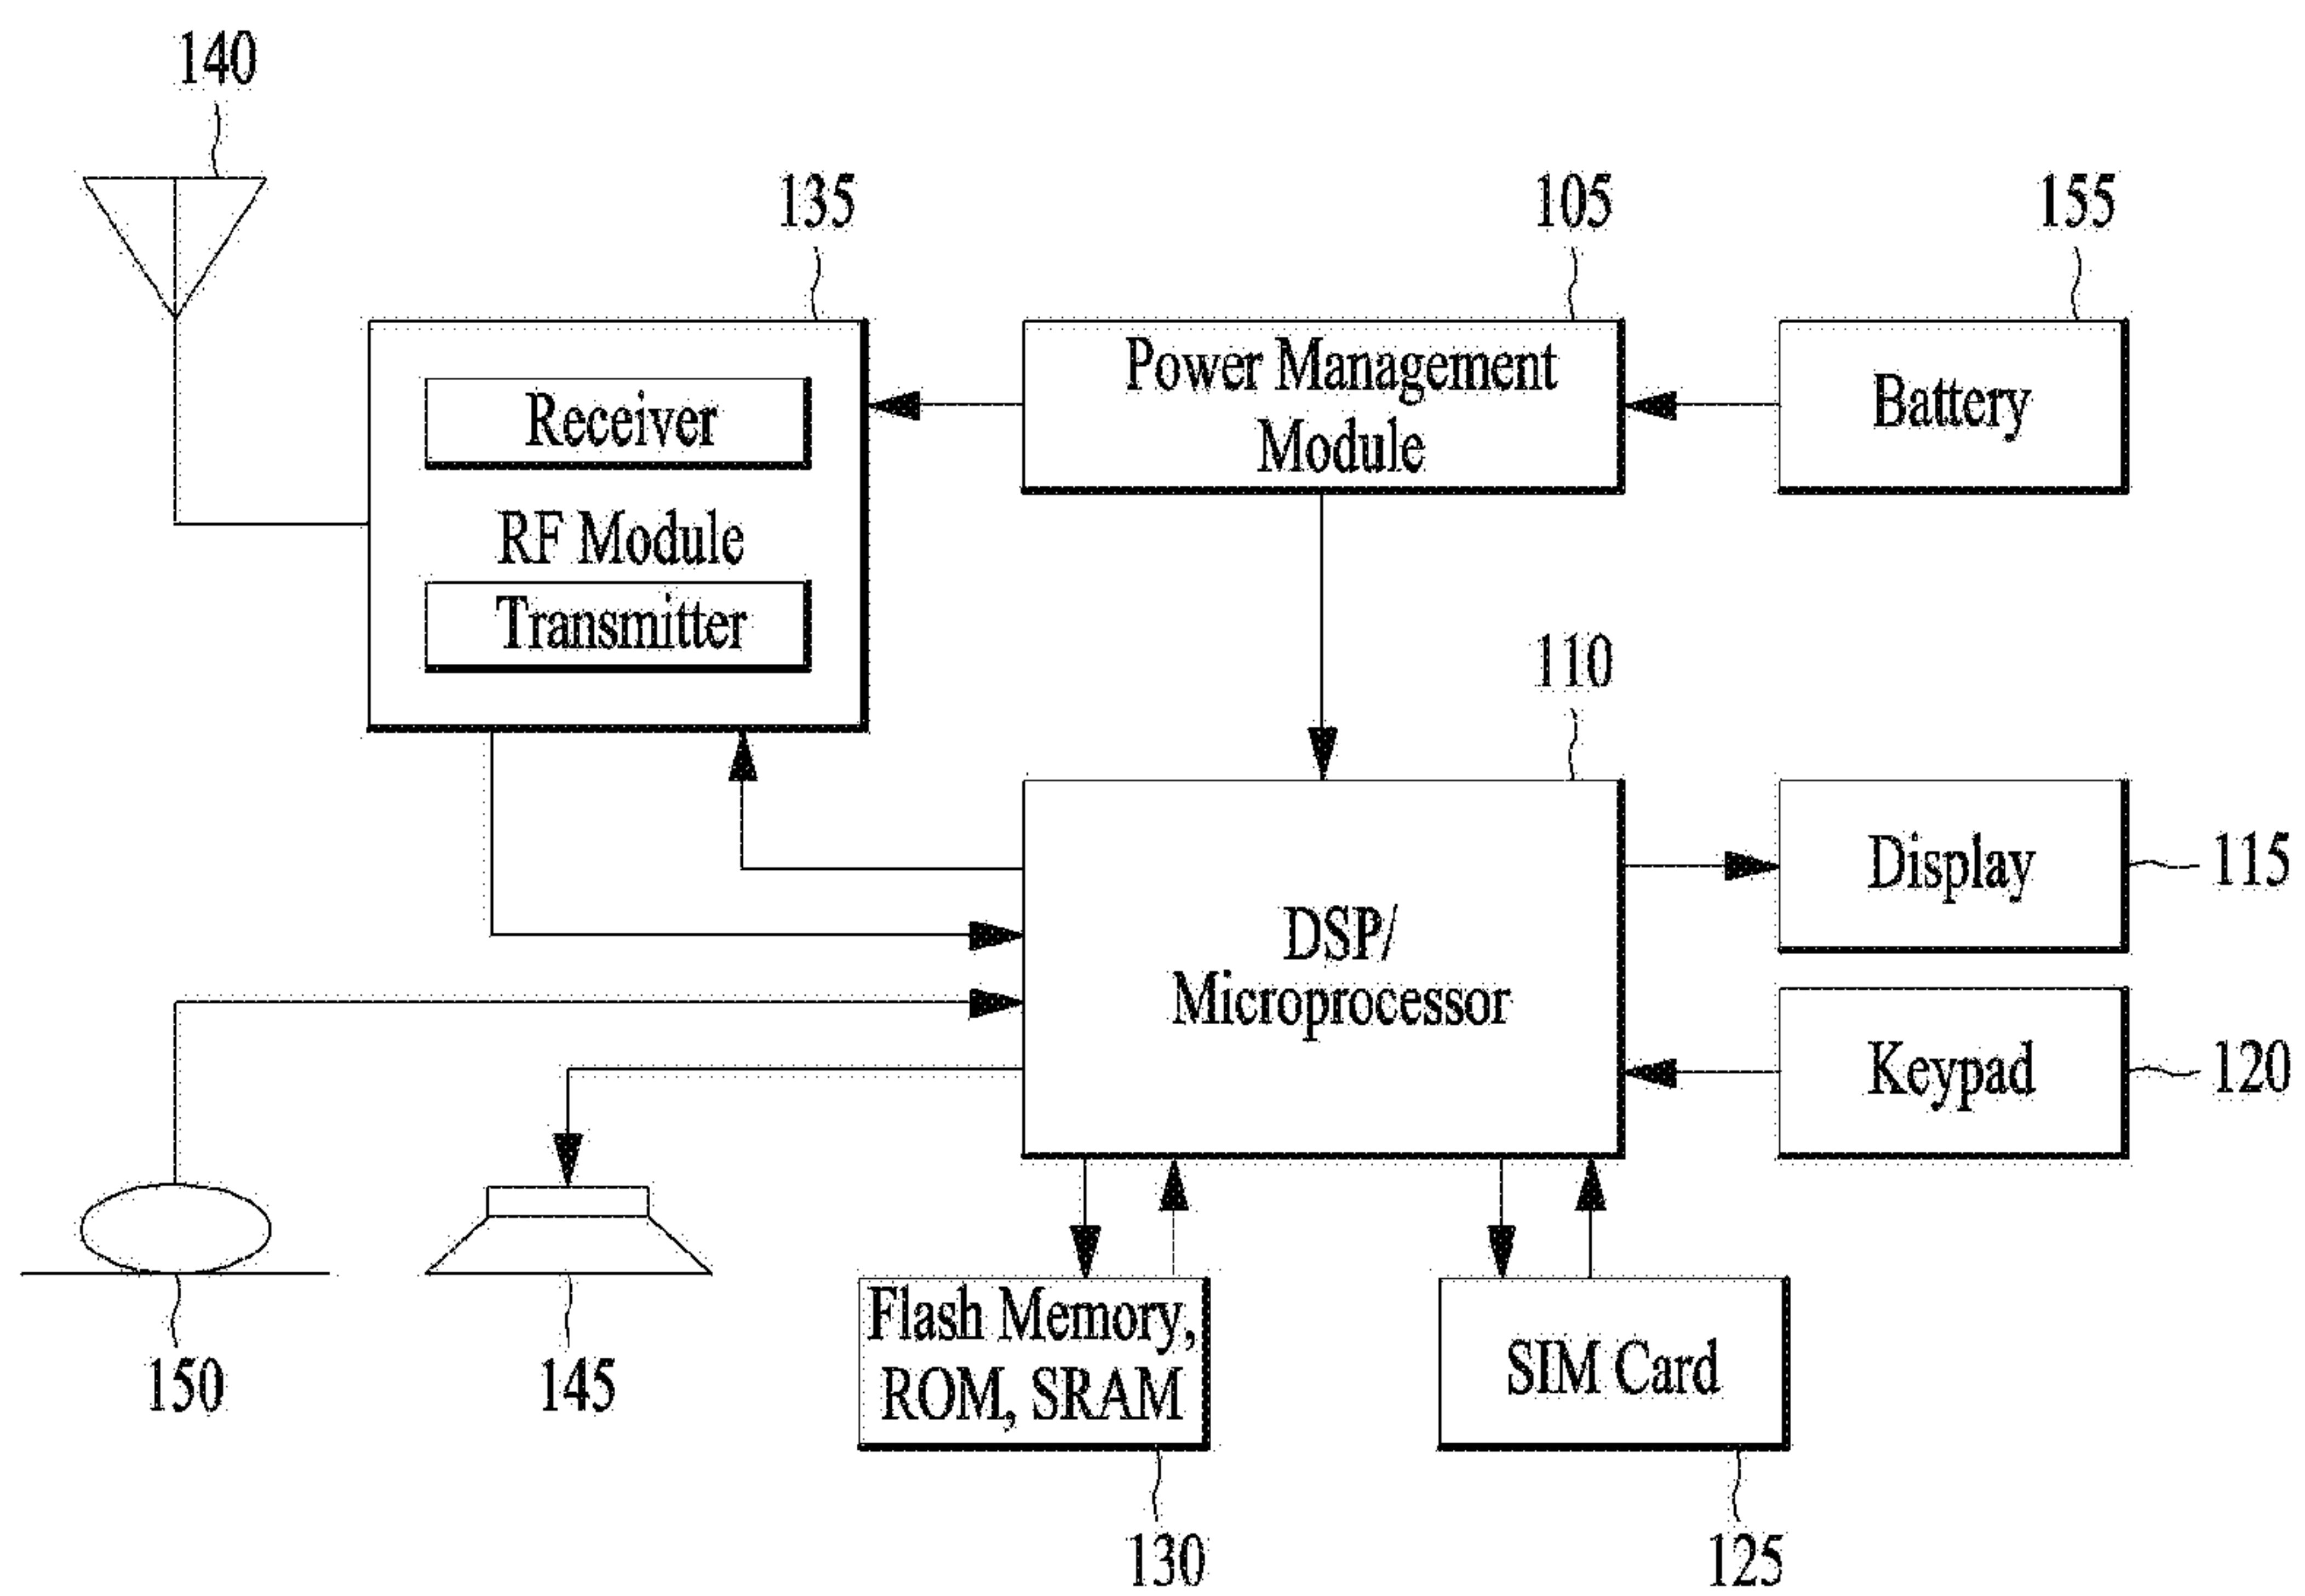 140
135
105
155
Receiver
RF Module
Transmitter
Power Management
Module
Battery
110
DSP/
Microprocessor
Display
115
Keypad
120
150
145
Flash Memory,
ROM, SRAM
SIM Card
130
125